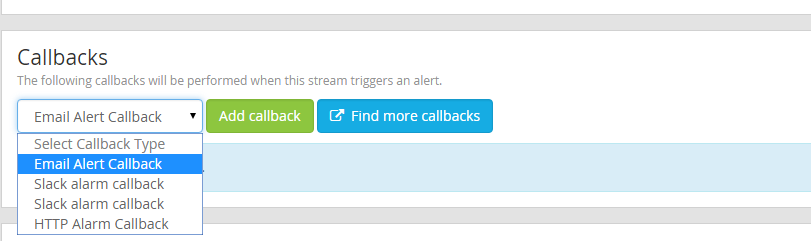 Callbacks
The following callbacks will be performed when this stream triggers an alert.
Email Alert Callback Add callback Find more callbacks
Select Callback Type
Email Alert Callback
Slack alarm callback
Slack alarm callback
HTTP Alarm Callback